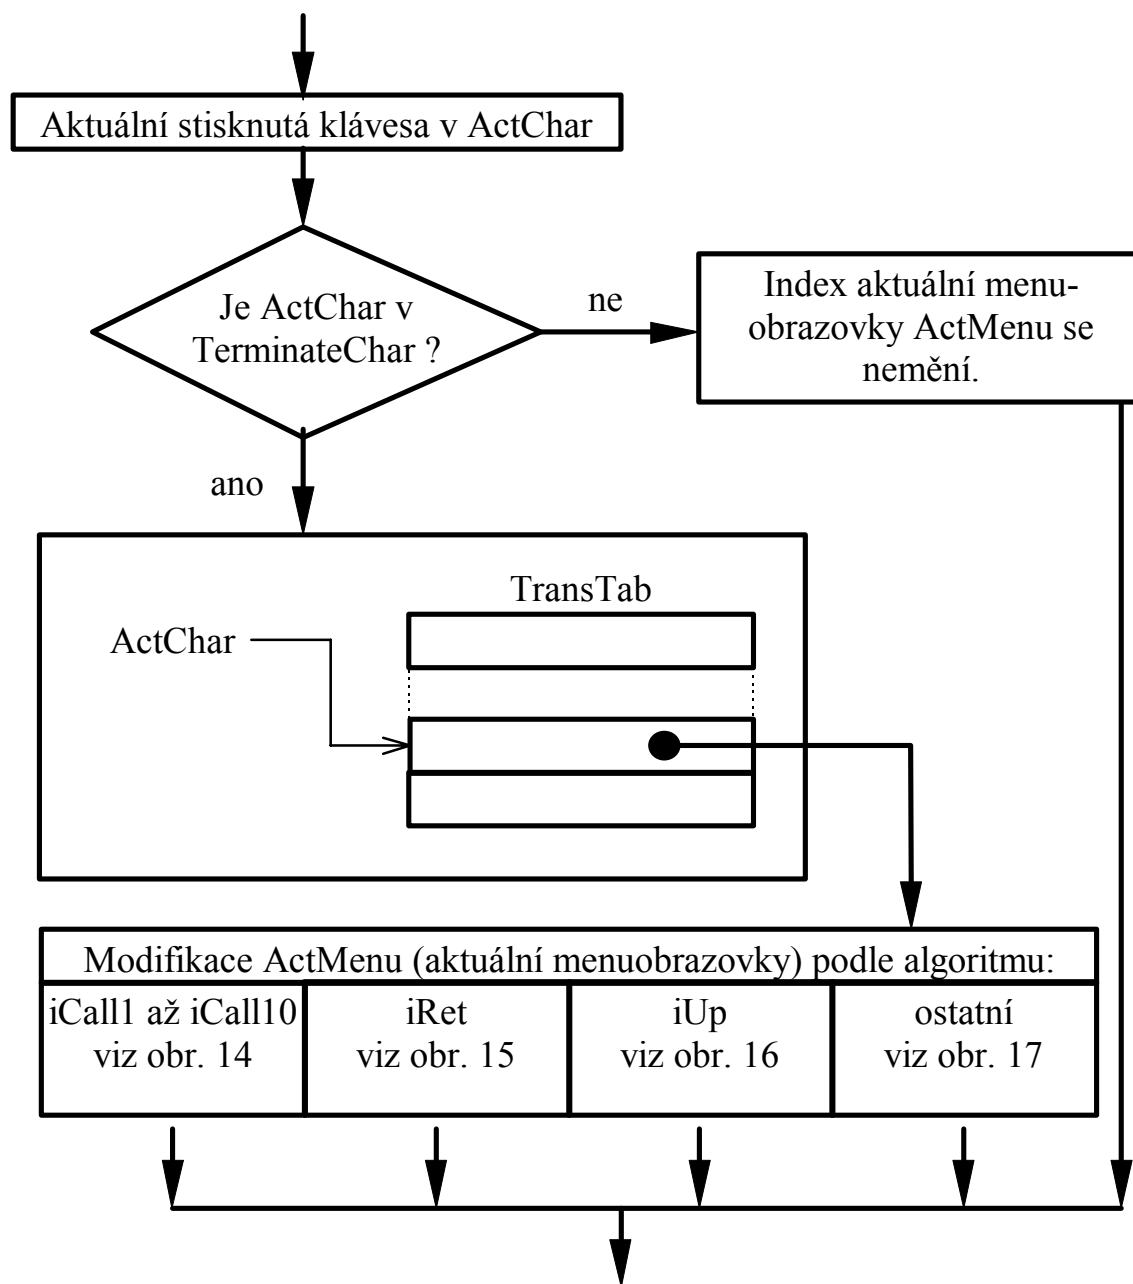 Aktuální stisknutá klávesa v ActChar
Je ActChar v
TerminateChar ?
ne
Index aktuální menu-
obrazovky ActMenu se
nemění.
ano
TransTab
ActChar
Modifikace ActMenu (aktuální menuobrazovky) podle algoritmu:
iCall1 až iCall10
viz obr. 14
iRet
viz obr. 15
iUp
viz obr. 16
ostatní
viz obr. 17